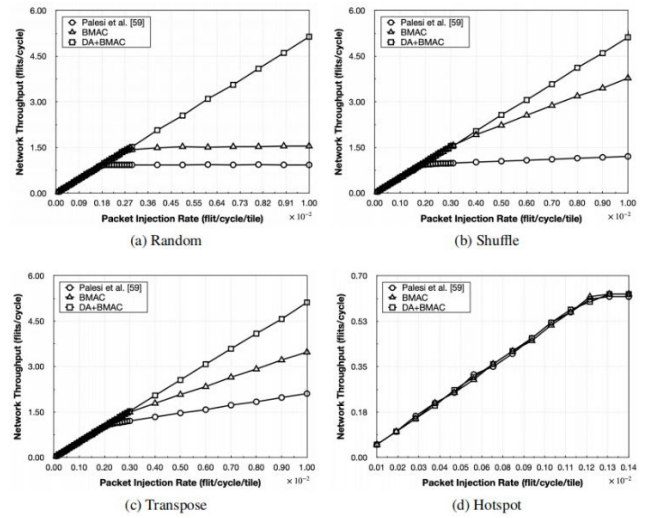 6.00
4.50
3.00
1.50
0.00
Network Throughput (flits/cycle)
Palesi et al. [59]
BMAC
DA+BMAC
0.00 0.09 0.18 0.27 0.36 0.45 0.55 0.64 0.73 0.82 0.91 1.00
Packet Injection Rate (flit/cycle/tile) × 10⁻²
(a) Random
6.00
4.50
3.00
1.50
0.00
Network Throughput (flits/cycle)
Palesi et al. [59]
BMAC
DA+BMAC
0.00 0.10 0.20 0.30 0.40 0.50 0.60 0.70 0.80 0.90 1.00
Packet Injection Rate (flit/cycle/tile) × 10⁻²
(b) Shuffle
6.00
4.50
3.00
1.50
0.00
Network Throughput (flits/cycle)
Palesi et al. [59]
BMAC
DA+BMAC
0.00 0.10 0.20 0.30 0.40 0.50 0.60 0.70 0.80 0.90 1.00
Packet Injection Rate (flit/cycle/tile) × 10⁻²
(c) Transpose
0.70
0.53
0.35
0.18
0.00
Network Throughput (flits/cycle)
Palesi et al. [59]
BMAC
DA+BMAC
0.01 0.02 0.03 0.04 0.05 0.06 0.08 0.09 0.10 0.11 0.12 0.13 0.14
Packet Injection Rate (flit/cycle/tile) × 10⁻²
(d) Hotspot